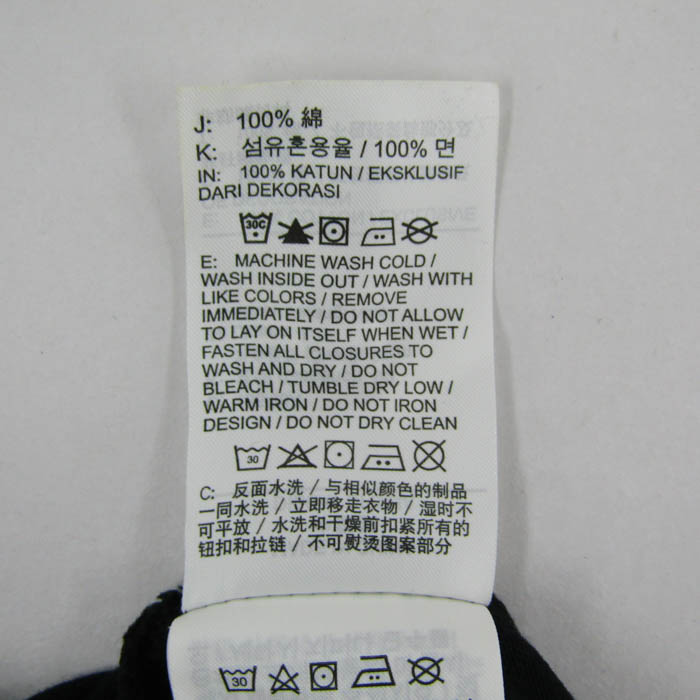 J: 100% 綿
K: 섬유혼용율 / 100% 면
IN: 100% KATUN / EKSKLUSIF
DARI DEKORASI
30C
E: MACHINE WASH COLD /
WASH INSIDE OUT / WASH WITH
LIKE COLORS / REMOVE
IMMEDIATELY / DO NOT ALLOW
TO LAY ON ITSELF WHEN WET /
FASTEN ALL CLOSURES TO
WASH AND DRY / DO NOT
BLEACH / TUMBLE DRY LOW /
WARM IRON / DO NOT IRON
DESIGN / DO NOT DRY CLEAN
30
C: 反面水洗 / 与相似颜色的制品
一同水洗 / 立即移走衣物 / 湿时不
可平放 / 水洗和干燥前扣紧所有的
钮扣和拉链 / 不可熨烫图案部分
30